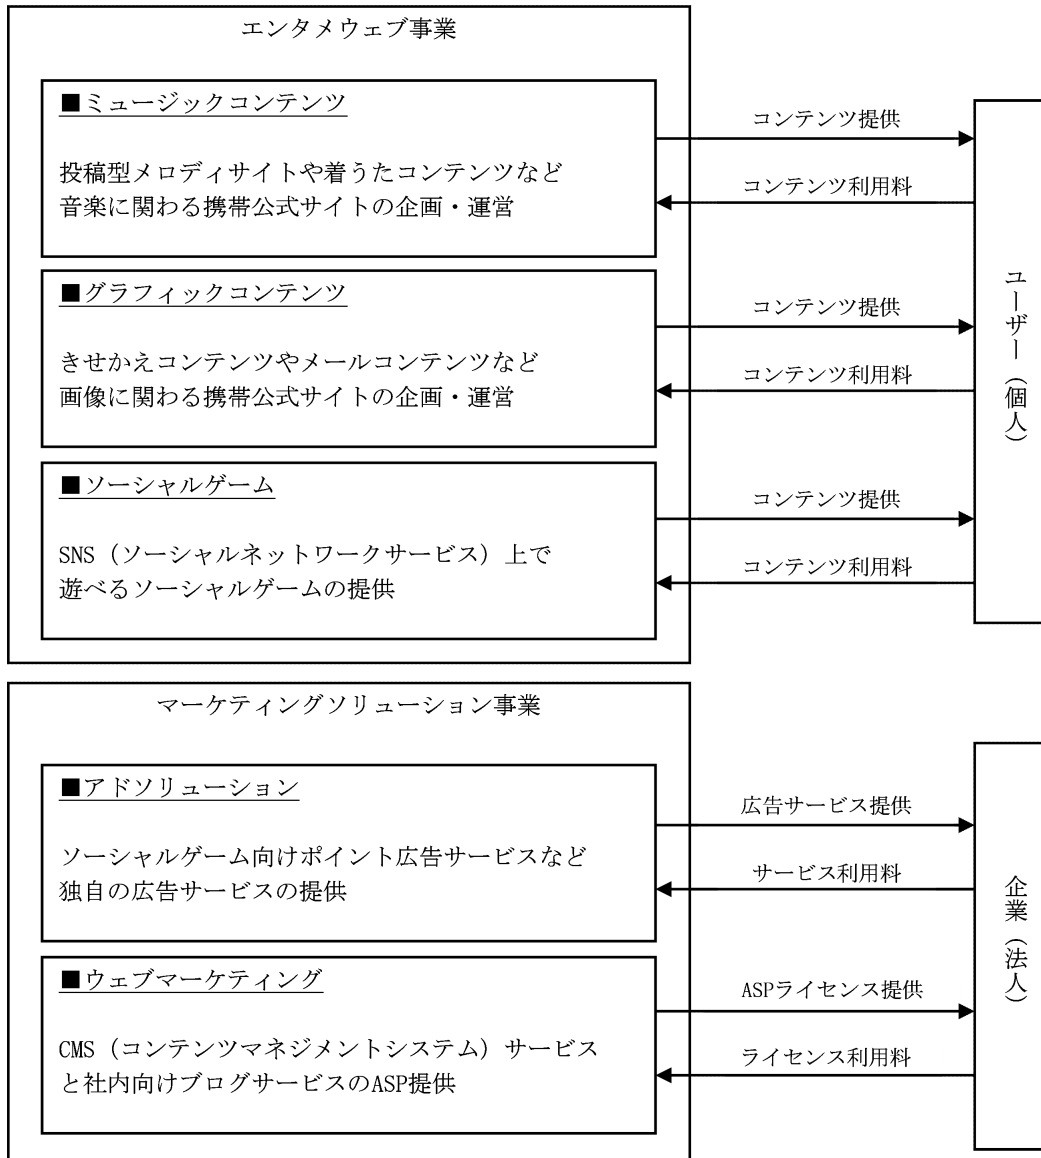 エンタメウェブ事業
■ミュージックコンテンツ
投稿型メロディサイトや着うたコンテンツなど
音楽に関わる携帯公式サイトの企画・運営
コンテンツ提供
コンテンツ利用料
■グラフィックコンテンツ
きせかえコンテンツやメールコンテンツなど
画像に関わる携帯公式サイトの企画・運営
コンテンツ提供
コンテンツ利用料
■ソーシャルゲーム
SNS（ソーシャルネットワークサービス）上で
遊べるソーシャルゲームの提供
コンテンツ提供
コンテンツ利用料
ユーザー（個人）
マーケティングソリューション事業
■アドソリューション
ソーシャルゲーム向けポイント広告サービスなど
独自の広告サービスの提供
広告サービス提供
サービス利用料
■ウェブマーケティング
CMS（コンテンツマネジメントシステム）サービス
と社内向けブログサービスのASP提供
ASPライセンス提供
ライセンス利用料
企業（法人）